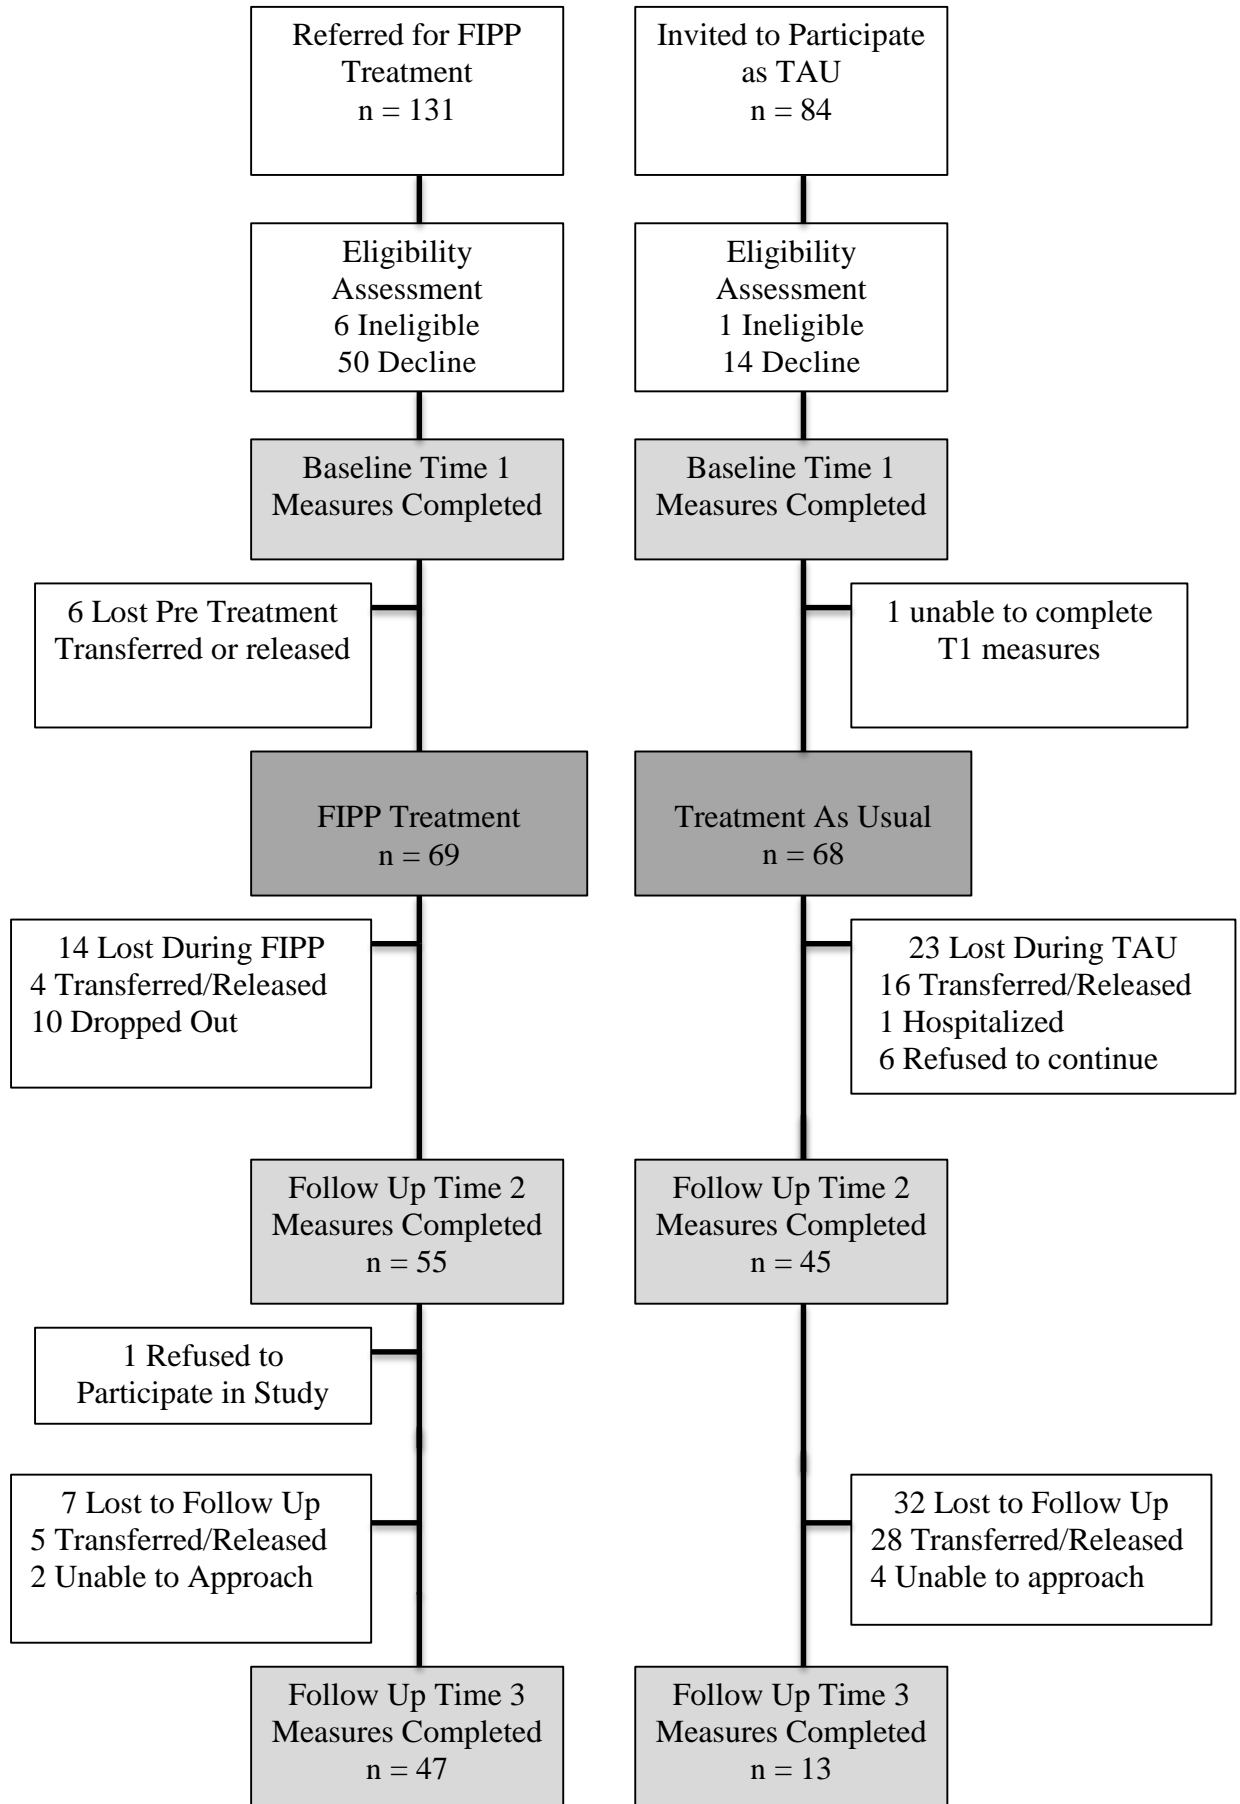 Referred for FIPP
Treatment
n = 131
Invited to Participate
as TAU
n = 84
Eligibility
Assessment
6 Ineligible
50 Decline
Eligibility
Assessment
1 Ineligible
14 Decline
Baseline Time 1
Measures Completed
Baseline Time 1
Measures Completed
6 Lost Pre Treatment
Transferred or released
1 unable to complete
T1 measures
FIPP Treatment
n = 69
Treatment As Usual
n = 68
14 Lost During FIPP
4 Transferred/Released
10 Dropped Out
23 Lost During TAU
16 Transferred/Released
1 Hospitalized
6 Refused to continue
Follow Up Time 2
Measures Completed
n = 55
Follow Up Time 2
Measures Completed
n = 45
1 Refused to
Participate in Study
7 Lost to Follow Up
5 Transferred/Released
2 Unable to Approach
32 Lost to Follow Up
28 Transferred/Released
4 Unable to approach
Follow Up Time 3
Measures Completed
n = 47
Follow Up Time 3
Measures Completed
n = 13